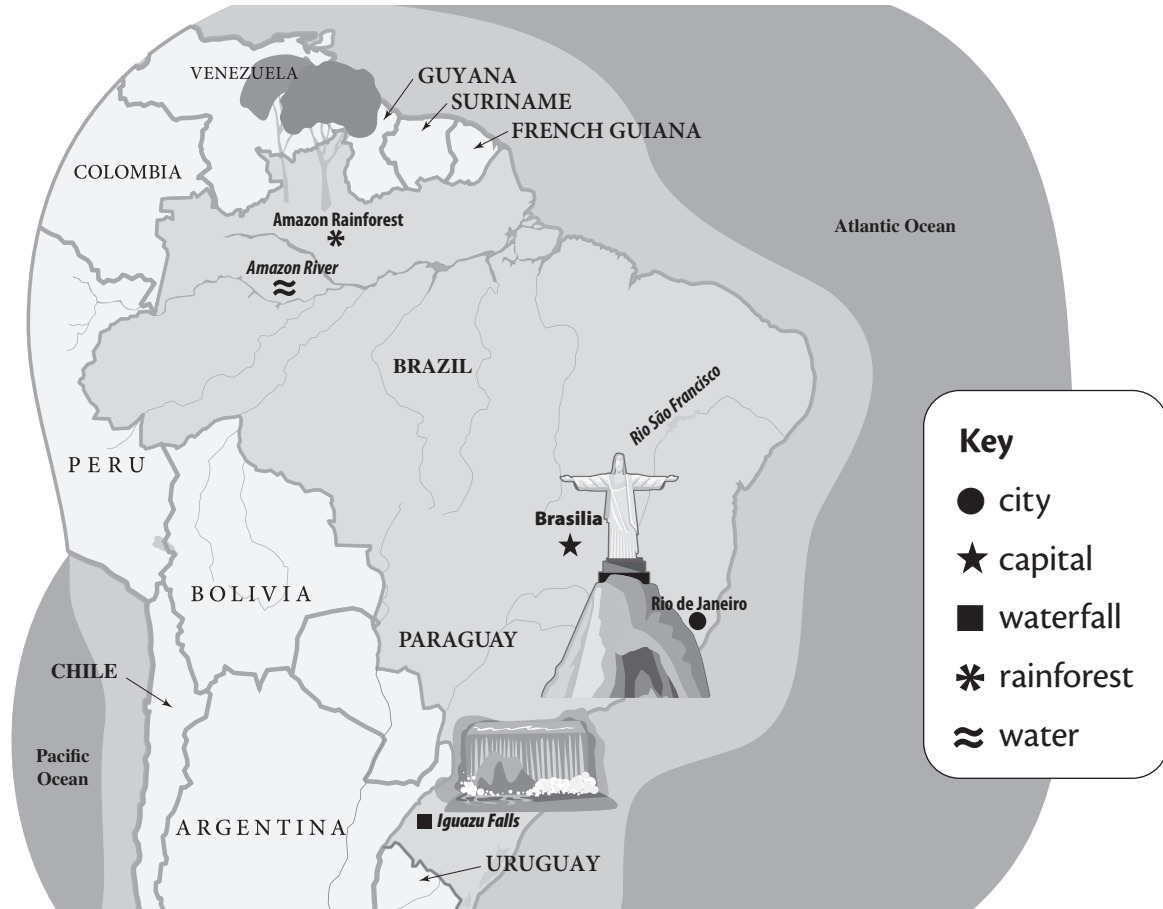 VENEZUELA
GUYANA
SURINAME
FRENCH GUIANA
COLOMBIA
Amazon Rainforest
Atlantic Ocean
Amazon River
BRAZIL
Rio São Francisco
PERU
Brasilia
BOLIVIA
Rio de Janeiro
PARAGUAY
CHILE
Pacific
Ocean
ARGENTINA
Iguazu Falls
URUGUAY
Key
city
capital
waterfall
rainforest
water